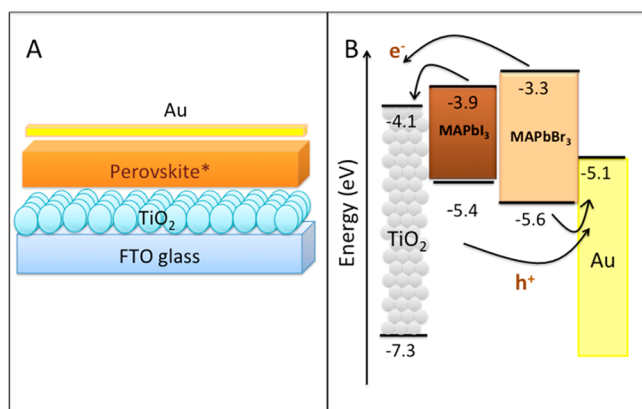 A
Au
Perovskite*
TiO₂
FTO glass
B
Energy (eV)
e⁻
-4.1
-3.9
-3.3
MAPbI₃
MAPbBr₃
-5.1
-5.4
-5.6
TiO₂
Au
h⁺
-7.3